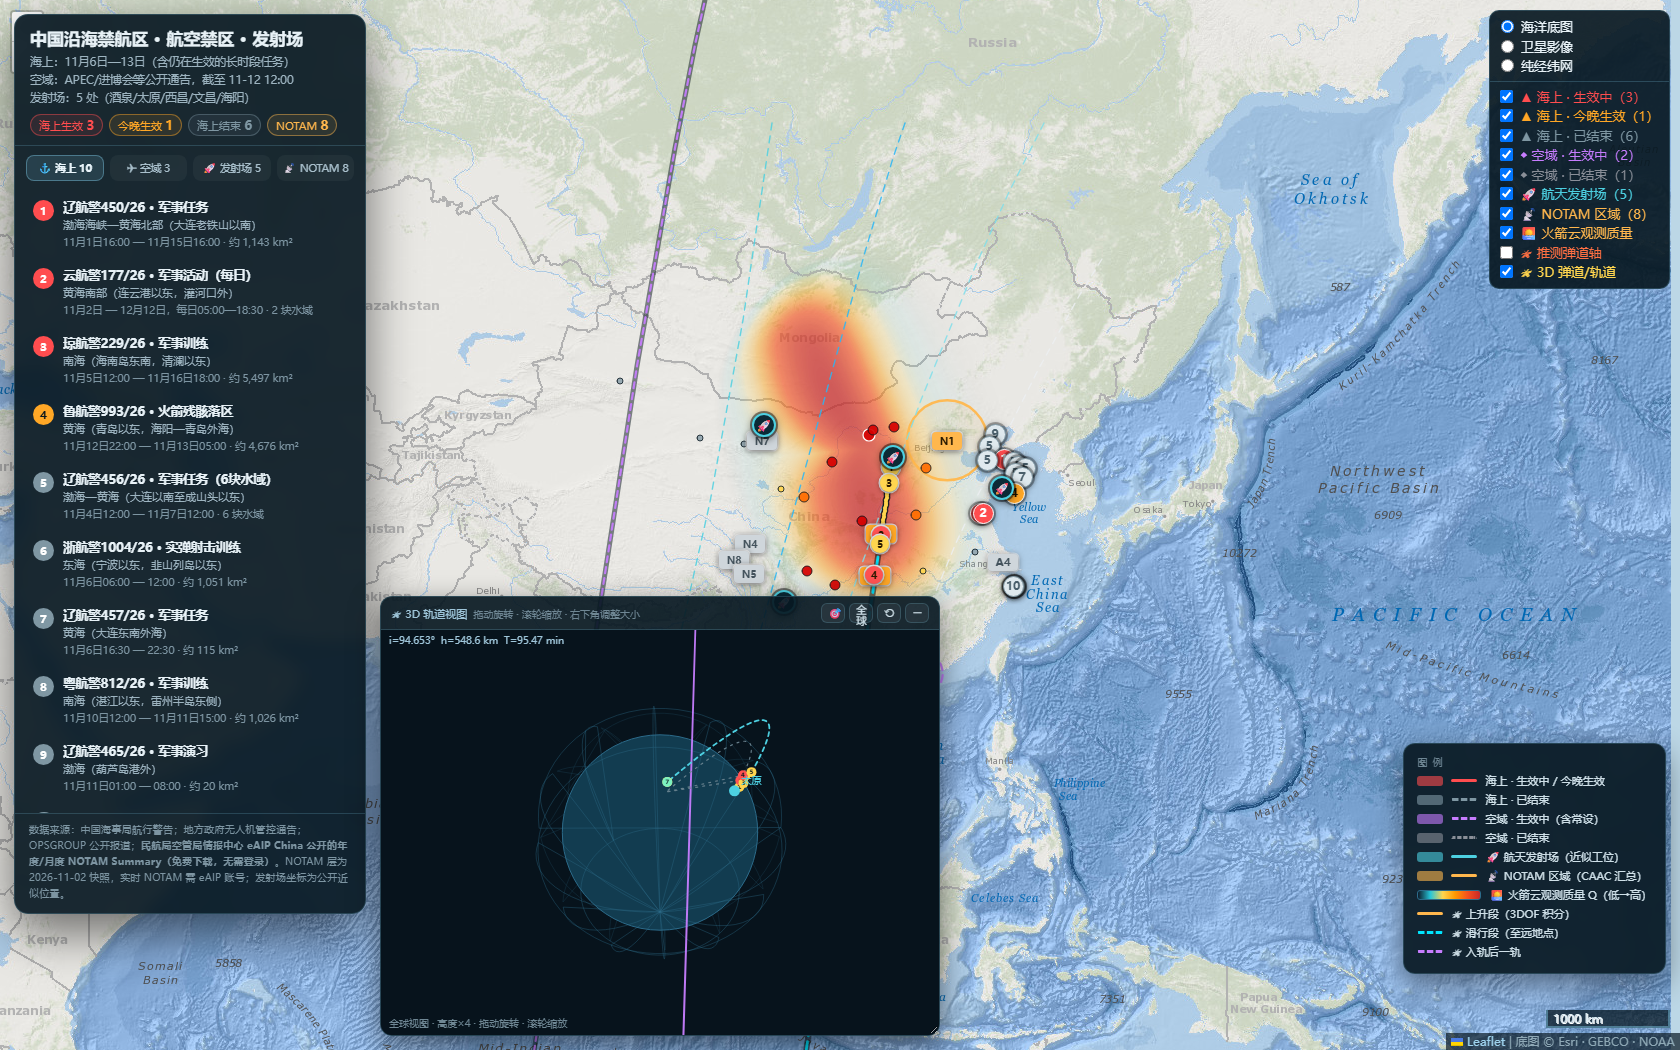 中国沿海禁航区 • 航空禁区 • 发射场
海上：11月6日—13日（含仍在生效的长时段任务）
空域：APEC/进博会等公开通告，截至 11-12 12:00
发射场：5 处（酒泉/太原/西昌/文昌/海阳）
海上生效 3
今晚生效 1
海上结束 6
NOTAM 8
海上 10
空域 3
发射场 5
NOTAM 8
1 辽航警450/26 • 军事任务
渤海海峡—黄海北部（大连老铁山以南）
11月1日16:00 — 11月15日16:00 · 约 1,143 km²
2 云航警177/26 • 军事活动（每日）
黄海南部（连云港以东，灌河口外）
11月2日 — 12月12日，每日05:00—18:30 · 2 块水域
3 琼航警229/26 • 军事训练
南海（海南岛东南，清澜以东）
11月5日12:00 — 11月16日18:00 · 约 5,497 km²
4 鲁航警993/26 • 火箭残骸落区
黄海（青岛以东，海阳—青岛外海）
11月12日22:00 — 11月13日05:00 · 约 4,676 km²
5 辽航警456/26 • 军事任务（6块水域）
渤海—黄海（大连以南至成山头以东）
11月4日12:00 — 11月7日12:00 · 6 块水域
6 浙航警1004/26 • 实弹射击训练
东海（宁波以东，韭山列岛以东）
11月6日06:00 — 12:00 · 约 1,051 km²
7 辽航警457/26 • 军事任务
黄海（大连东南外海）
11月6日16:30 — 22:30 · 约 115 km²
8 粤航警812/26 • 军事训练
南海（湛江以东，雷州半岛东侧）
11月10日12:00 — 11月11日15:00 · 约 1,026 km²
9 辽航警465/26 • 军事演习
渤海（葫芦岛港外）
11月11日01:00 — 08:00 · 约 20 km²
数据来源：中国海事局航行警告；地方政府无人机管控通告；
OPSGROUP 公开报道；民航局空管局情报中心 eAIP China 公开的年
度/月度 NOTAM Summary（免费下载，无需登录）。NOTAM 层为
2026-11-02 快照，实时 NOTAM 需 eAIP 账号；发射场坐标为公开近
似位置。
海洋底图
卫星影像
纯经纬网
海上 · 生效中（3）
海上 · 今晚生效（1）
海上 · 已结束（6）
空域 · 生效中（2）
空域 · 已结束（1）
航天发射场（5）
NOTAM 区域（8）
火箭云观测质量
推测弹道轴
3D 弹道/轨道
Russia
Sea of
Okhotsk
587
Kuril-Kamchatka Trench
8167
azakhstan
Mongolia
Kyrgyzstan
Tajikistan
N7
N1
9
5
5
7
4
3
2
Seoul
Yellow
Sea
China
5
4
N4
N8
N5
Shang
A4
10
East
China
Sea
Delhi
Japan
Tokyo
Osaka
Japan Trench
Northwest
Pacific Basin
6909
10272
PACIFIC OCEAN
Mid-Pacific Mountains
6614
9555
Philippine
Sea
Mariana Trench
Celebes Sea
Papua
New Guinea
7351
9100
Kenya
anzania
Somali
Basin
5858
Mascarene Plat
3D 轨道视图 拖动旋转 · 滚轮缩放 · 右下角调整大小
全球
i=94.653° h=548.6 km T=95.47 min
7
5
原
全球视图 · 高度×4 · 拖动旋转 · 滚轮缩放
图 例
海上 · 生效中 / 今晚生效
海上 · 已结束
空域 · 生效中（含常设）
空域 · 已结束
航天发射场（近似工位）
NOTAM 区域（CAAC 汇总）
火箭云观测质量 Q（低→高）
上升段（3DOF 积分）
滑行段（至远地点）
入轨后一轨
1000 km
Leaflet | 底图 © Esri · GEBCO · NOAA